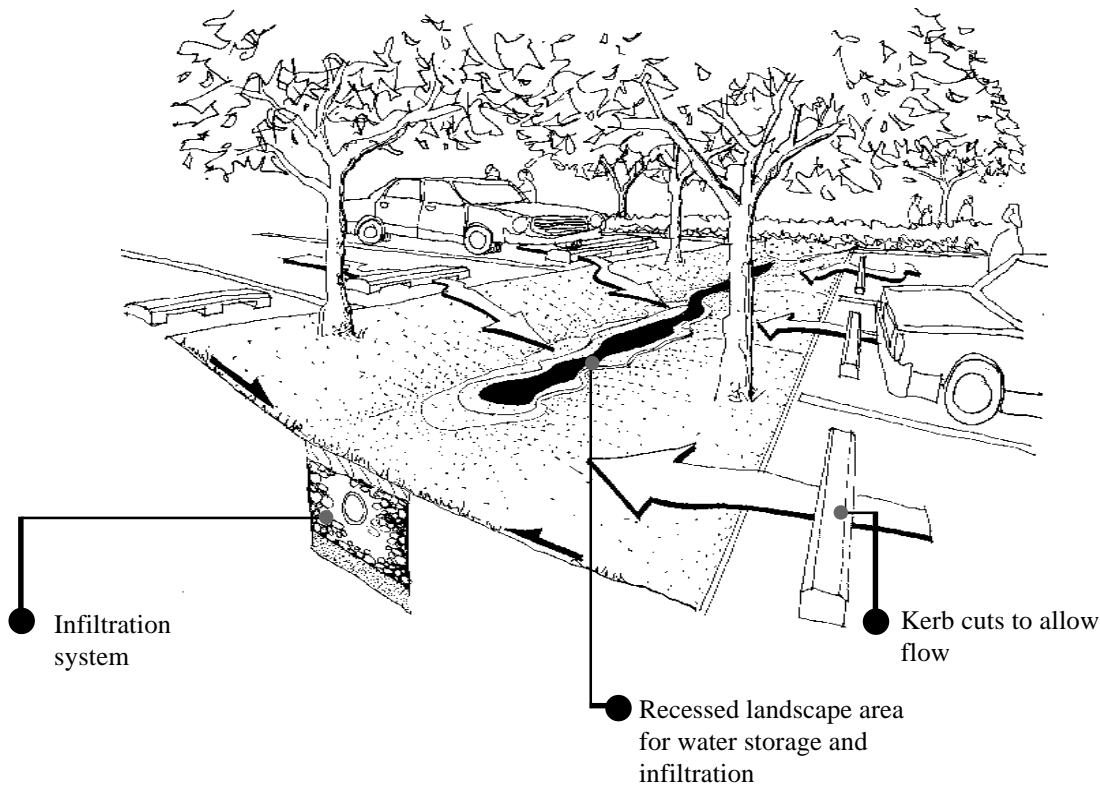 Infiltration
system
Kerb cuts to allow
flow
Recessed landscape area
for water storage and
infiltration